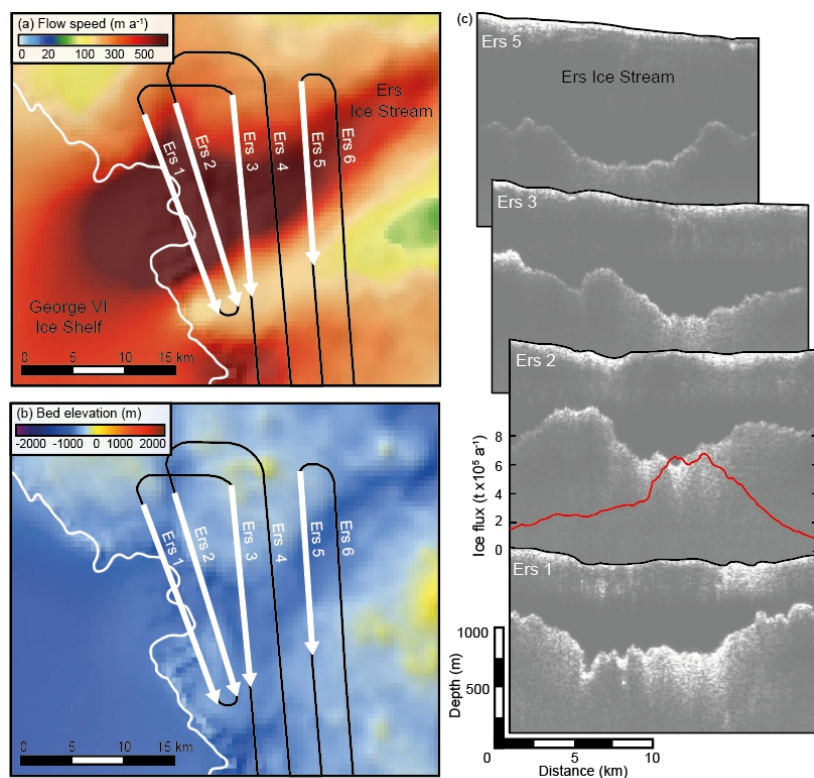 (a) Flow speed (m a⁻¹)
0 20 100 300 500
Ers
Ice Stream
Ers 1
Ers 2
Ers 3
Ers 4
Ers 5
Ers 6
George VI
Ice Shelf
0 5 10 15 km
(b) Bed elevation (m)
-2000 -1000 0 1000 2000
Ers 1
Ers 2
Ers 3
Ers 4
Ers 5
Ers 6
0 5 10 15 km
(c)
Ers 5
Ers Ice Stream
Ers 3
Ers 2
8
6
4
2
0
Ice flux (t x10⁶ a⁻¹)
Ers 1
1000
500
0
Depth (m)
5 10
Distance (km)